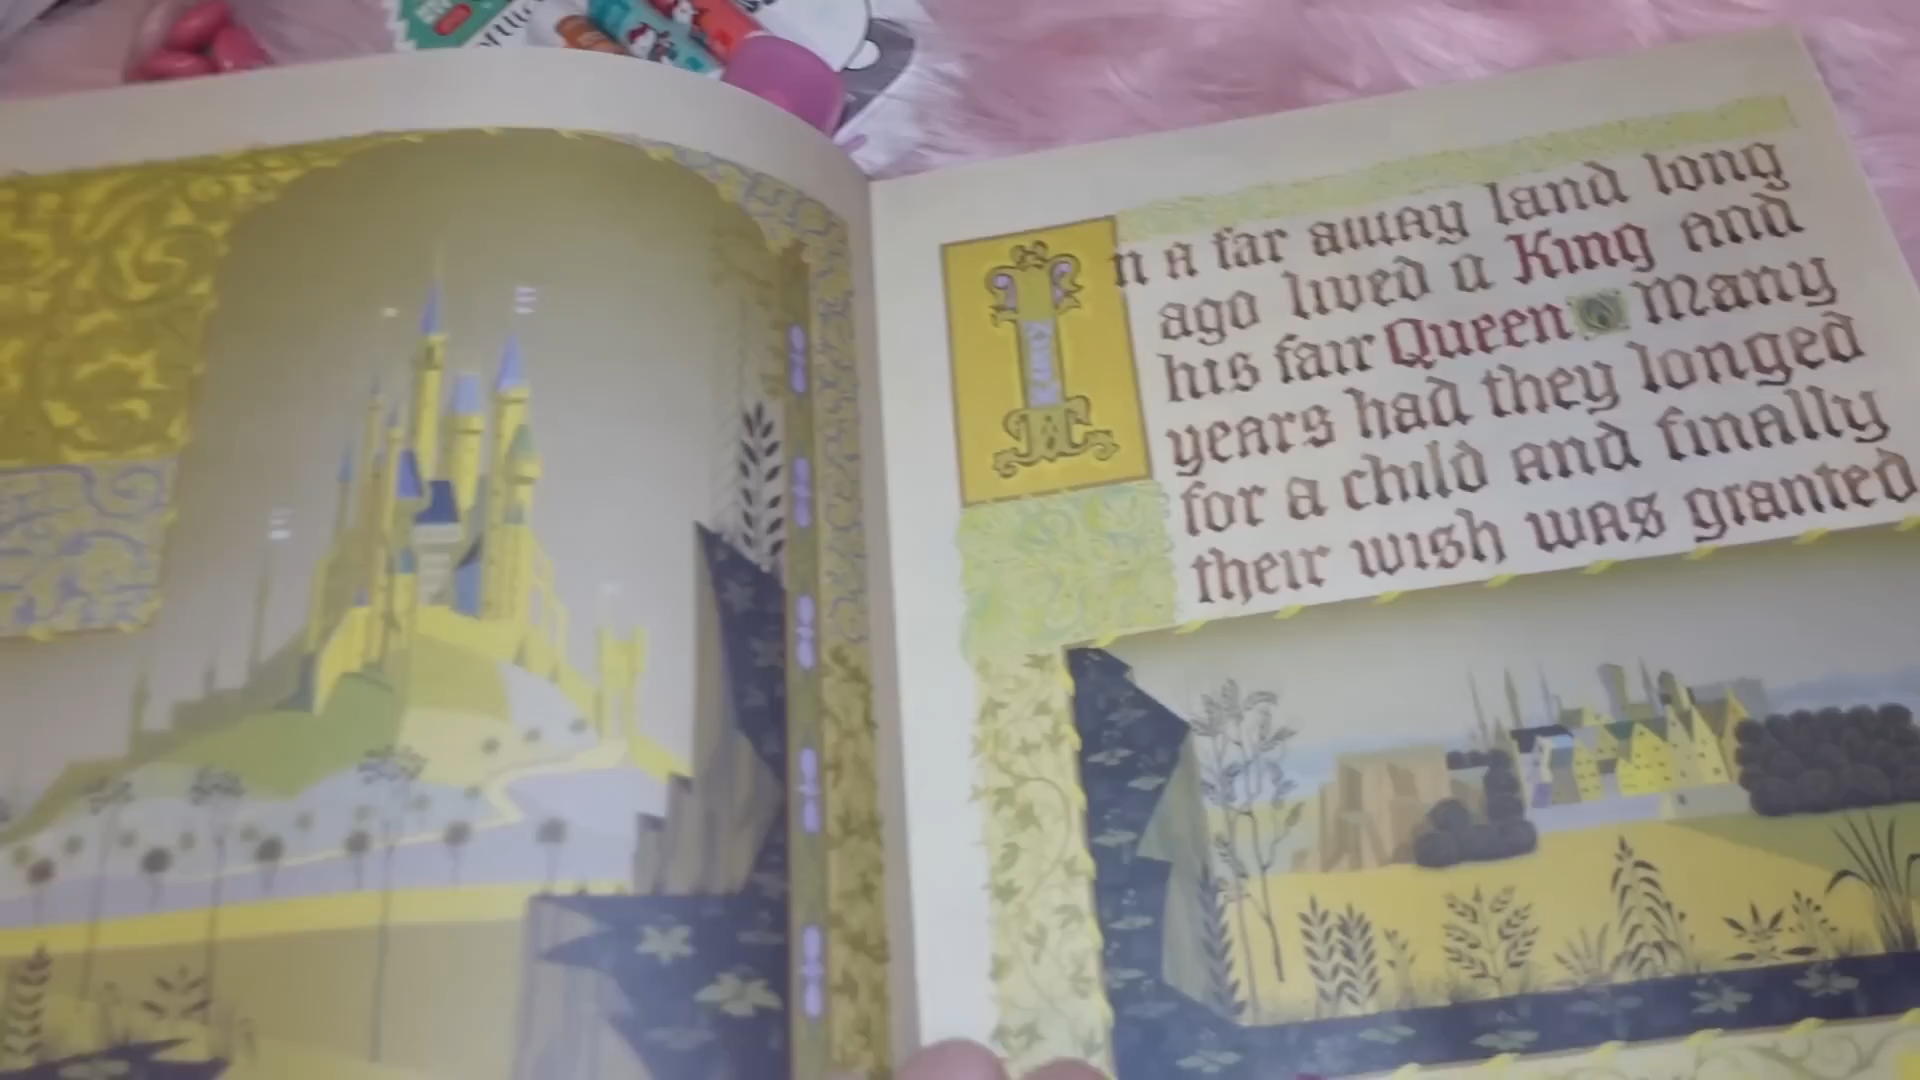 In a far away land long
ago lived a King and
his fair Queen Many
years had they longed
for a child and finally
their wish was granted